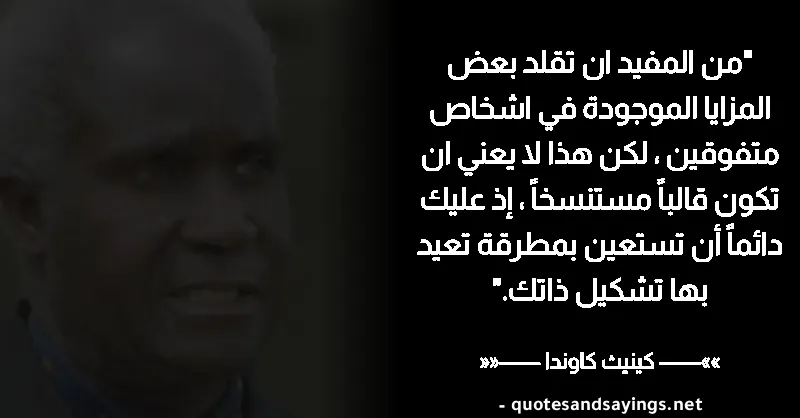 "من المفيد ان تقلد بعض
المزايا الموجودة في اشخاص
متفوقين ، لكن هذا لا يعني ان
تكون قالباً مستنسخاً ، إذ عليك
دائماً أن تستعين بمطرقة تعيد
بها تشكيل ذاتك."
»»—— كينيث كاوندا ——««
- quotesandsayings.net